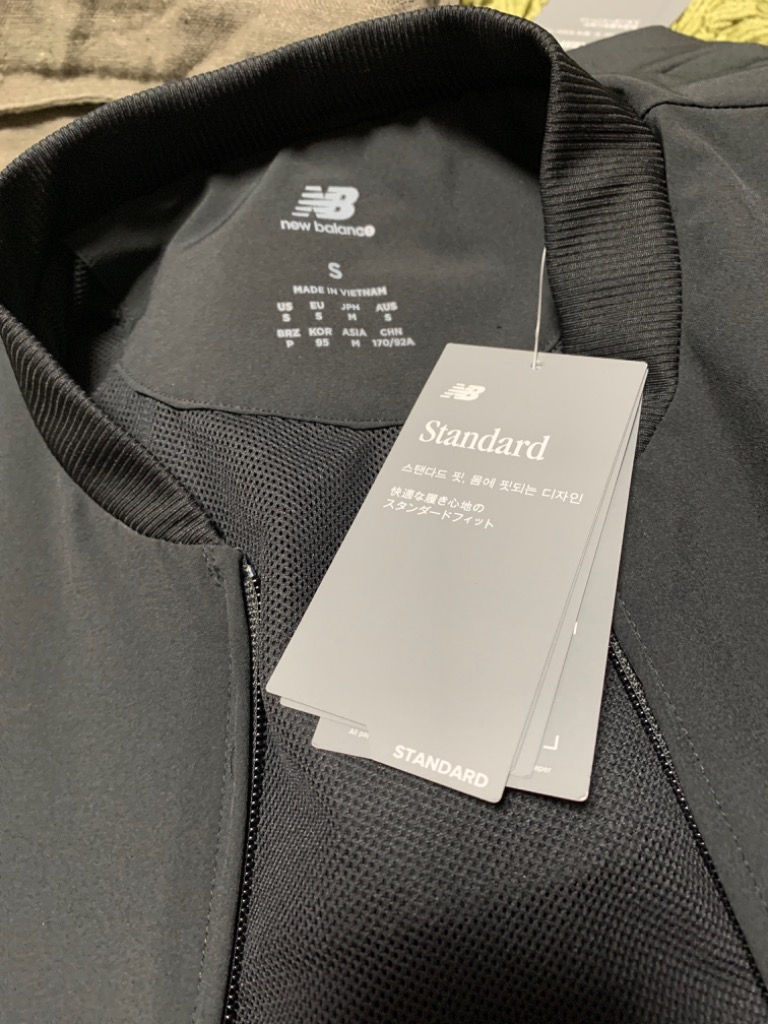 NB
new balance
S
MADE IN VIETNAM
US EU JPN AUS
S S M S
BRZ KOR ASIA CHN
P 95 M 170/92A
NB
Standard
스탠다드 핏, 몸에 핏되는 디자인
快適な履き心地の
スタンダードフィット
STANDARD